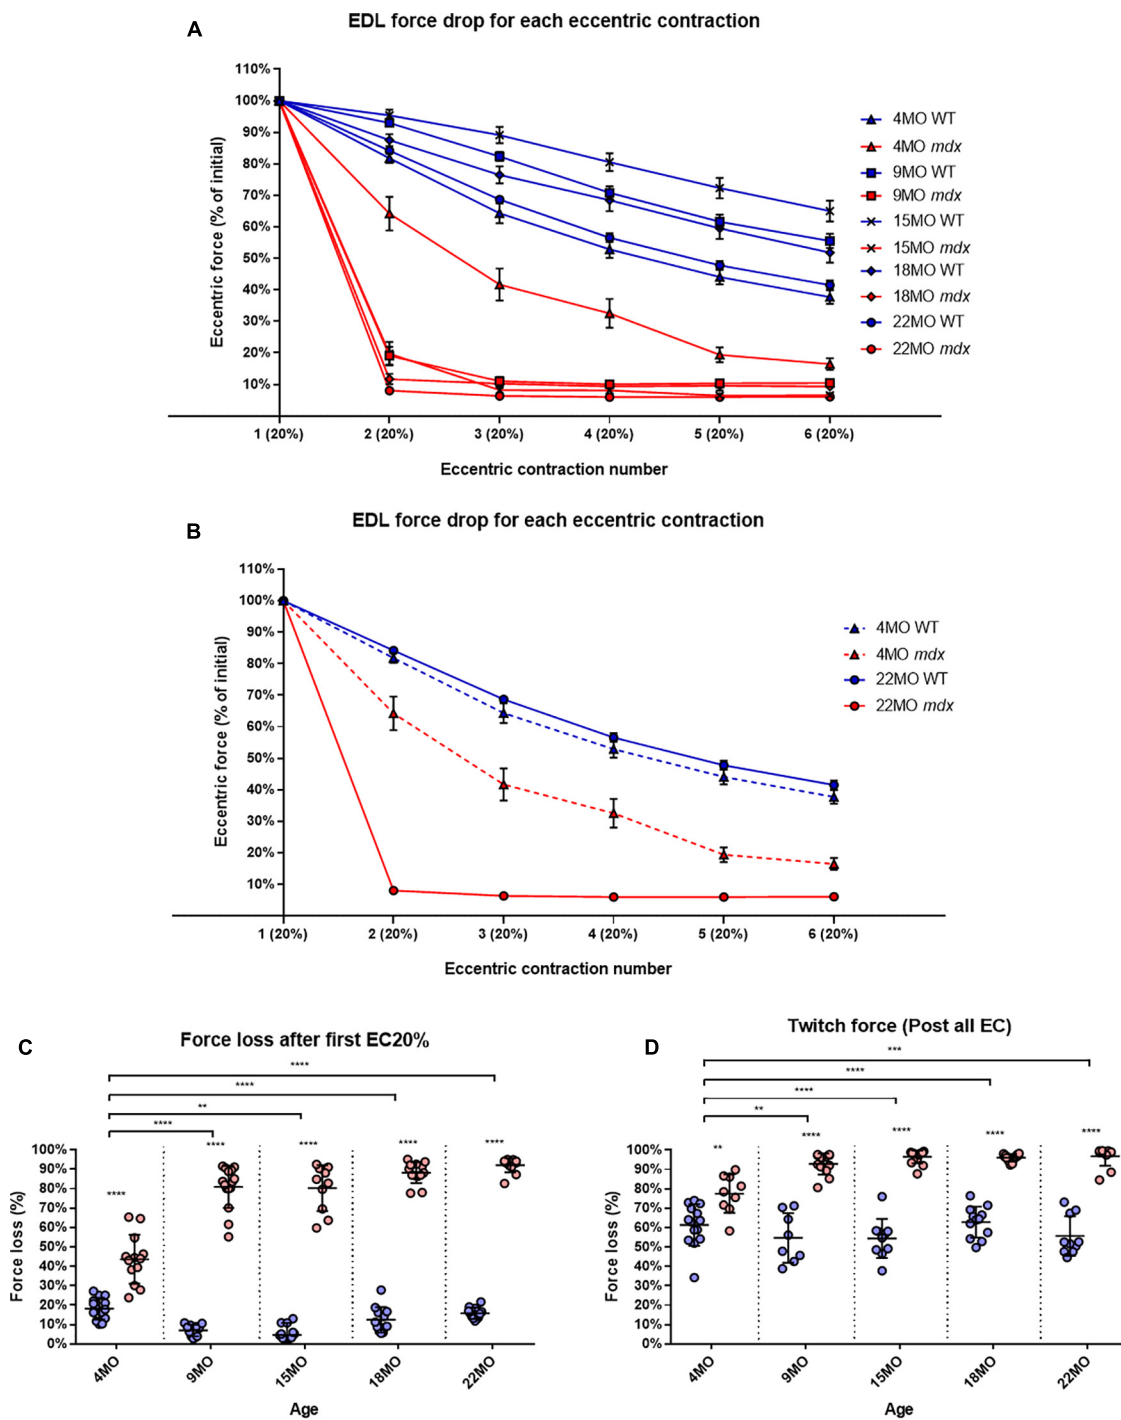 A
EDL force drop for each eccentric contraction
Eccentric force (% of initial)
110%
100%
90%
80%
70%
60%
50%
40%
30%
20%
10%
1 (20%) 2 (20%) 3 (20%) 4 (20%) 5 (20%) 6 (20%)
Eccentric contraction number
4MO WT
4MO mdx
9MO WT
9MO mdx
15MO WT
15MO mdx
18MO WT
18MO mdx
22MO WT
22MO mdx
B
EDL force drop for each eccentric contraction
Eccentric force (% of initial)
110%
100%
90%
80%
70%
60%
50%
40%
30%
20%
10%
1 (20%) 2 (20%) 3 (20%) 4 (20%) 5 (20%) 6 (20%)
Eccentric contraction number
4MO WT
4MO mdx
22MO WT
22MO mdx
C
Force loss after first EC20%
****
****
**
****
**** **** **** **** ****
Force loss (%)
100%
90%
80%
70%
60%
50%
40%
30%
20%
10%
0%
4MO 9MO 15MO 18MO 22MO
Age
D
Twitch force (Post all EC)
***
****
****
**
** **** **** **** ****
Force loss (%)
100%
90%
80%
70%
60%
50%
40%
30%
20%
10%
0%
4MO 9MO 15MO 18MO 22MO
Age